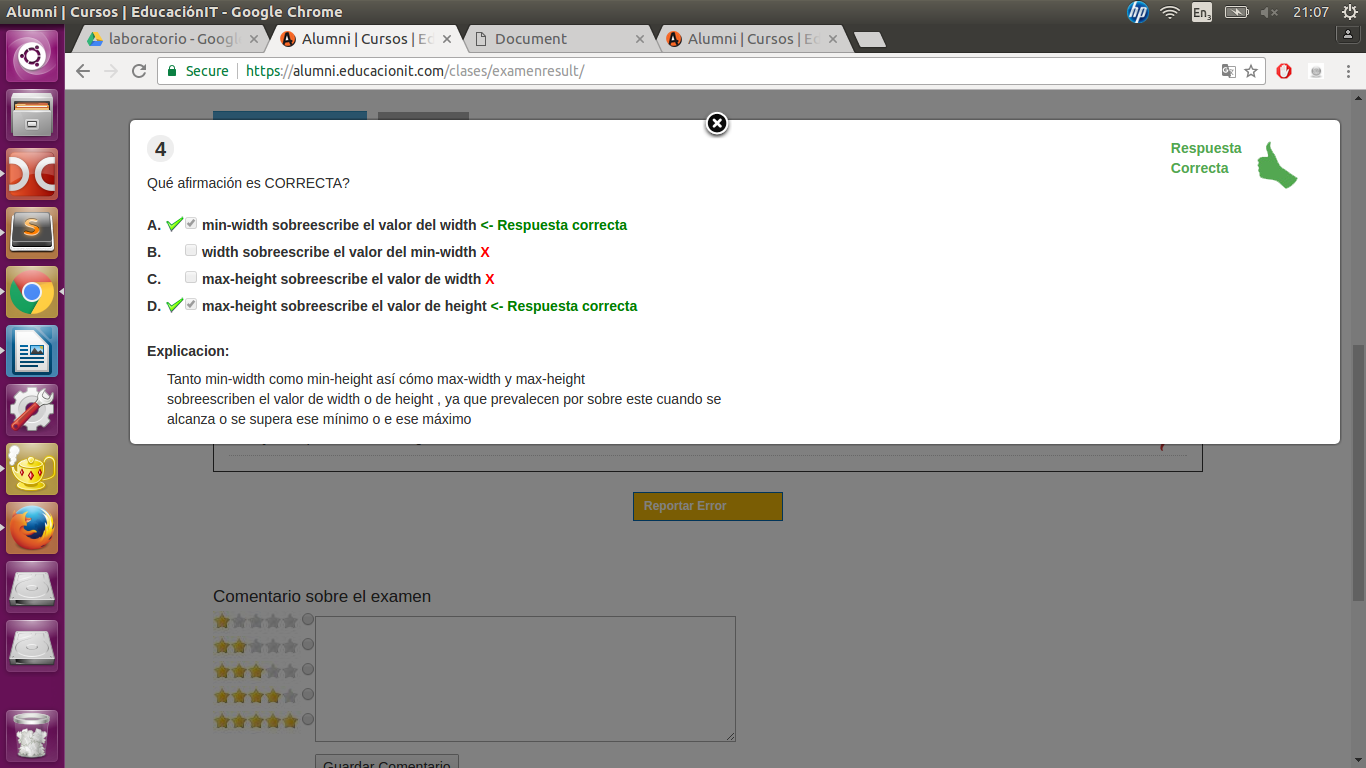 Alumni | Cursos | EducaciónIT - Google Chrome
En3
21:07
laboratorio - Google
Alumni | Cursos | Ed
Document
Alumni | Cursos | Ed
Secure
https://alumni.educacionit.com/clases/examenresult/
4
Respuesta
Correcta
Qué afirmación es CORRECTA?
A. min-width sobreescribe el valor del width <- Respuesta correcta
B. width sobreescribe el valor del min-width X
C. max-height sobreescribe el valor de width X
D. max-height sobreescribe el valor de height <- Respuesta correcta
Explicacion:
Tanto min-width como min-height así cómo max-width y max-height
sobreescriben el valor de width o de height , ya que prevalecen por sobre este cuando se
alcanza o se supera ese mínimo o e ese máximo
Reportar Error
Comentario sobre el examen
Guardar Comentario